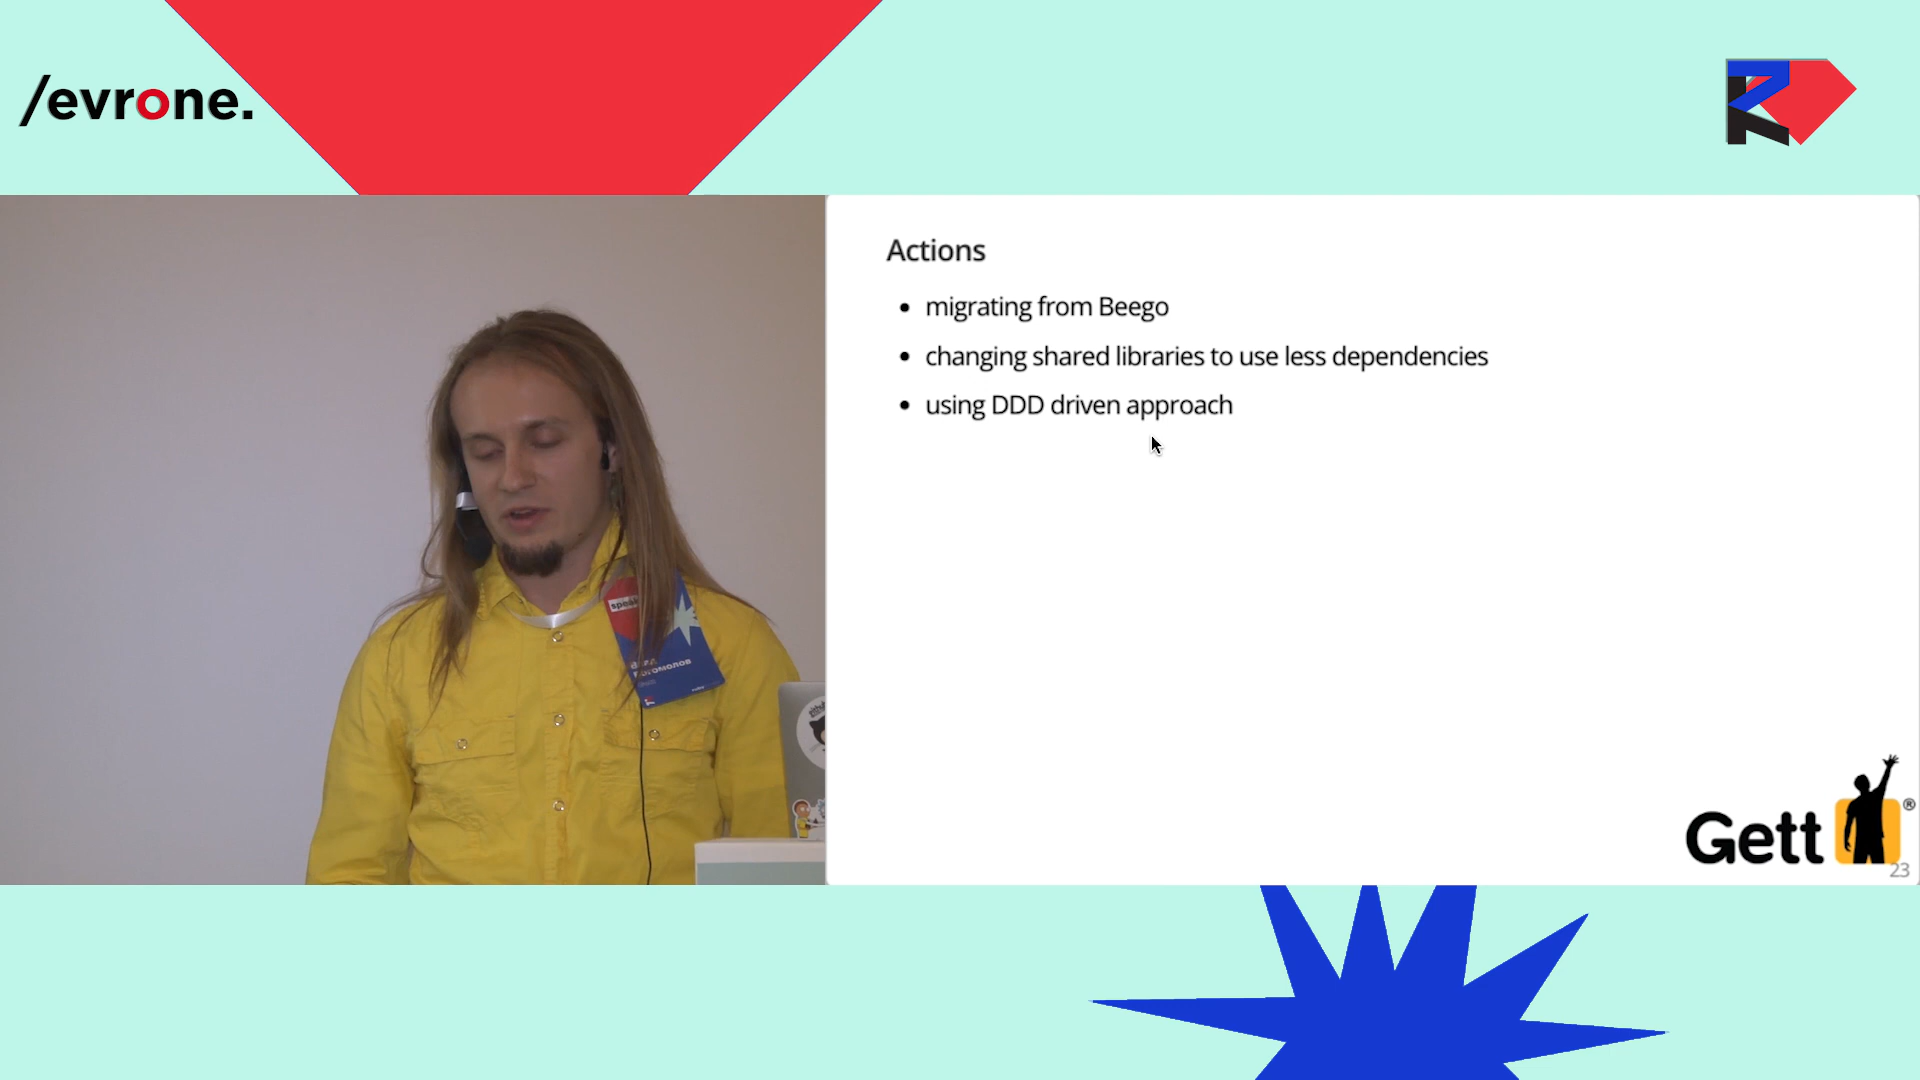 /evrone.
Actions
• migrating from Beego
• changing shared libraries to use less dependencies
• using DDD driven approach
Gett®
23